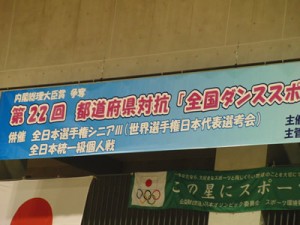 内閣総理大臣賞 争奪
第22回 都道府県対抗「全国ダンススポ
併催 全日本選手権シニアⅢ(世界選手権日本代表選考会)
全日本統一級個人戦
主催
主管
この星にスポー